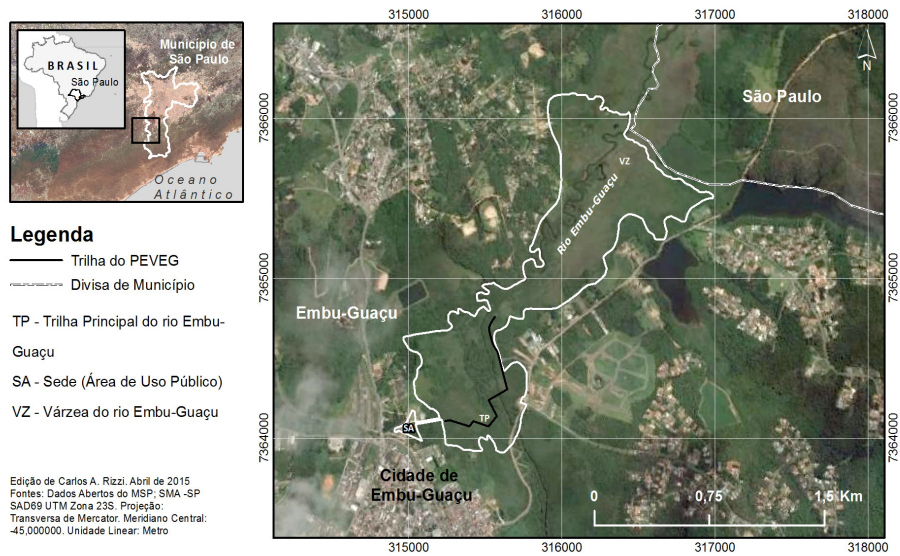 Município de
São Paulo
BRASIL
São Paulo
Oceano
Atlântico
Legenda
Trilha do PEVEG
Divisa de Município
TP - Trilha Principal do rio Embu-
Guaçu
SA - Sede (Área de Uso Público)
VZ - Várzea do rio Embu-Guaçu
Edição de Carlos A. Rizzi. Abril de 2015
Fontes: Dados Abertos do MSP; SMA -SP
SAD69 UTM Zona 23S. Projeção:
Transversa de Mercator. Meridiano Central:
-45,000000. Unidade Linear: Metro
315000 316000 317000 318000
7366000
7365000
7364000
N
São Paulo
VZ
Rio Embu-Guaçu
Embu-Guaçu
TP
SA
Cidade de
Embu-Guaçu
0 0,75 1,5 Km
7366000
7365000
7364000
315000 316000 317000 318000